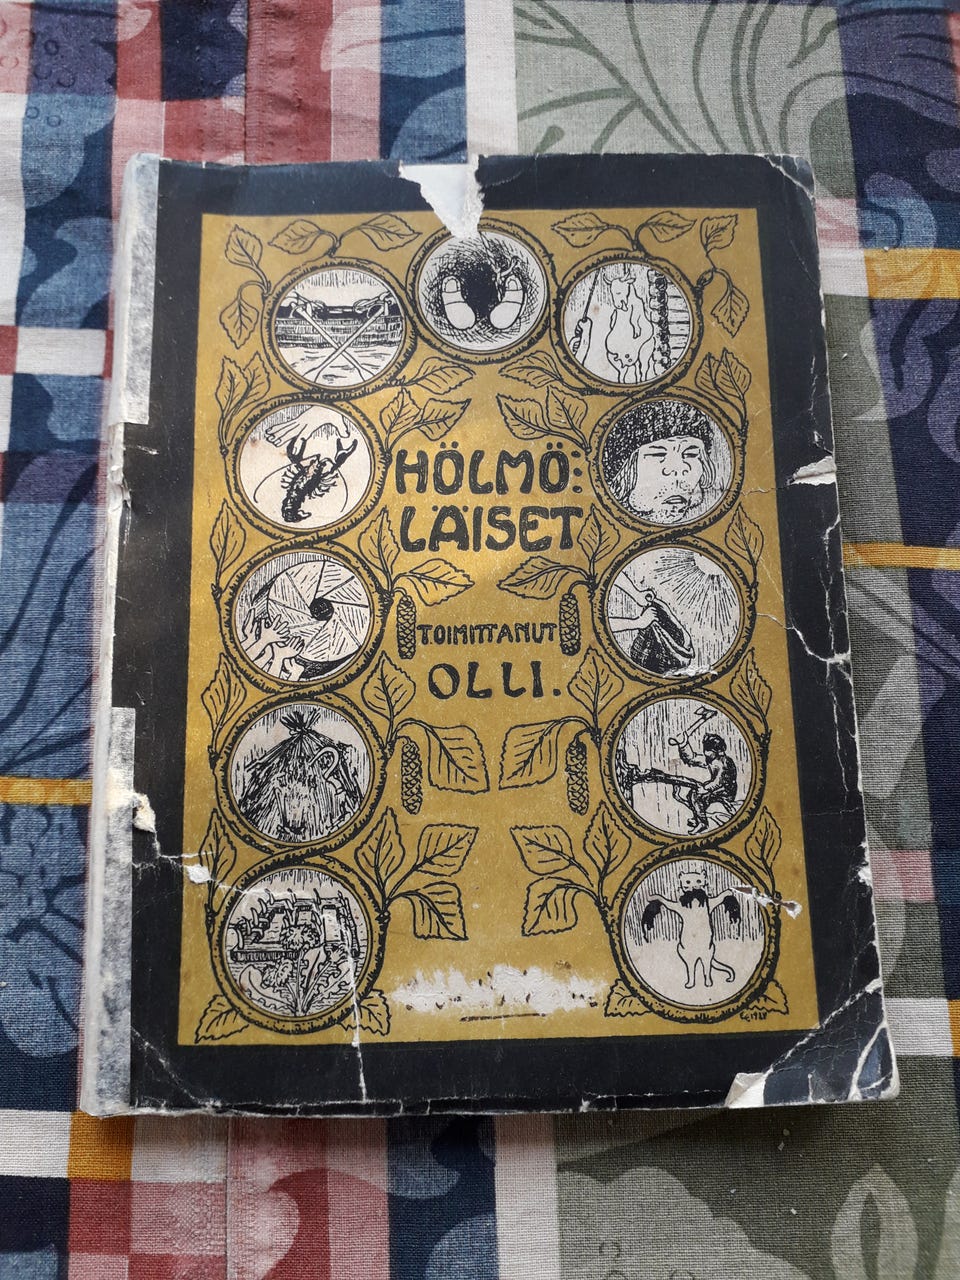 HÖLMÖ:
LÄISET
TOIMITTANUT
OLLI.